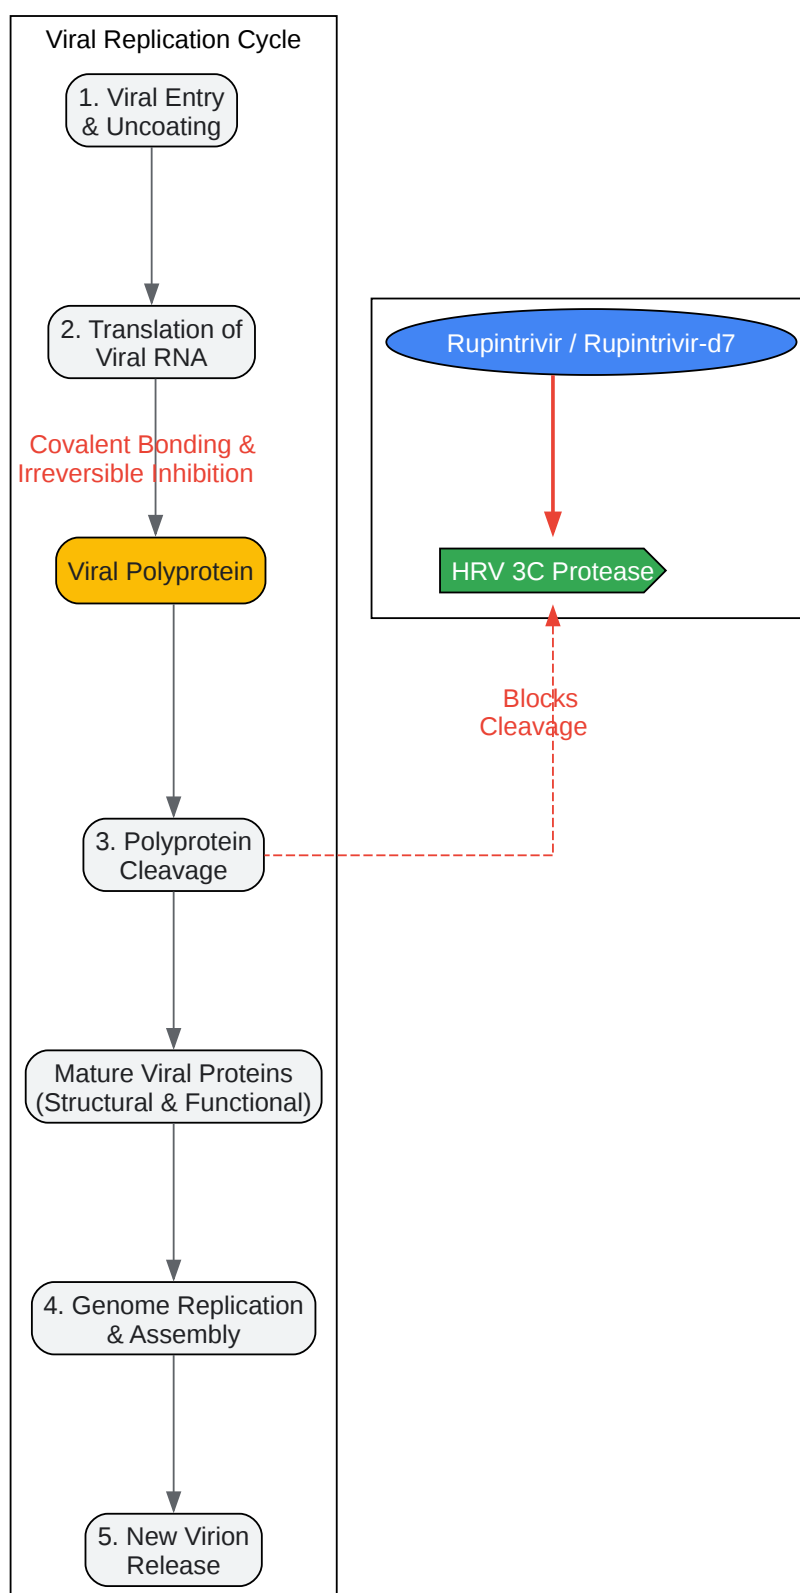 Viral Replication Cycle
1. Viral Entry
& Uncoating
2. Translation of
Viral RNA
Rupintrivir / Rupintrivir-d7
Covalent Bonding &
Irreversible Inhibition
Viral Polyprotein
HRV 3C Protease
Blocks
Cleavage
3. Polyprotein
Cleavage
Mature Viral Proteins
(Structural & Functional)
4. Genome Replication
& Assembly
5. New Virion
Release